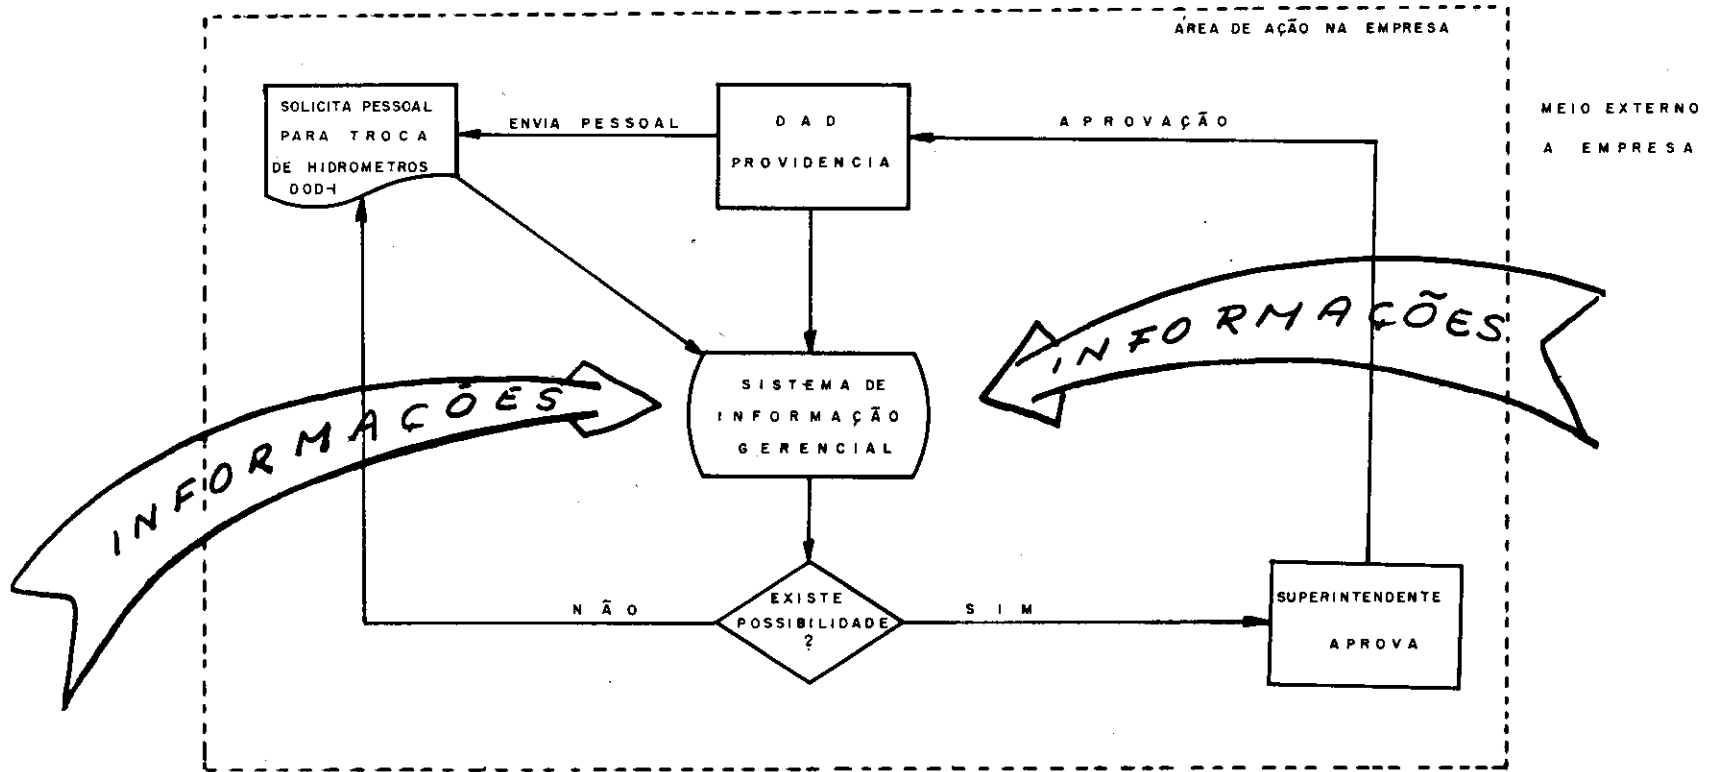 ÁREA DE AÇÃO NA EMPRESA
MEIO EXTERNO
A EMPRESA
SOLICITA PESSOAL
PARA TROCA
DE HIDROMETROS
DOD-I
ENVIA PESSOAL
DAD
PROVIDENCIA
APROVAÇÃO
INFORMAÇÕES
INFORMAÇÕES
SISTEMA DE
INFORMAÇÃO
GERENCIAL
NÃO
EXISTE
POSSIBILIDADE
?
SIM
SUPERINTENDENTE
APROVA